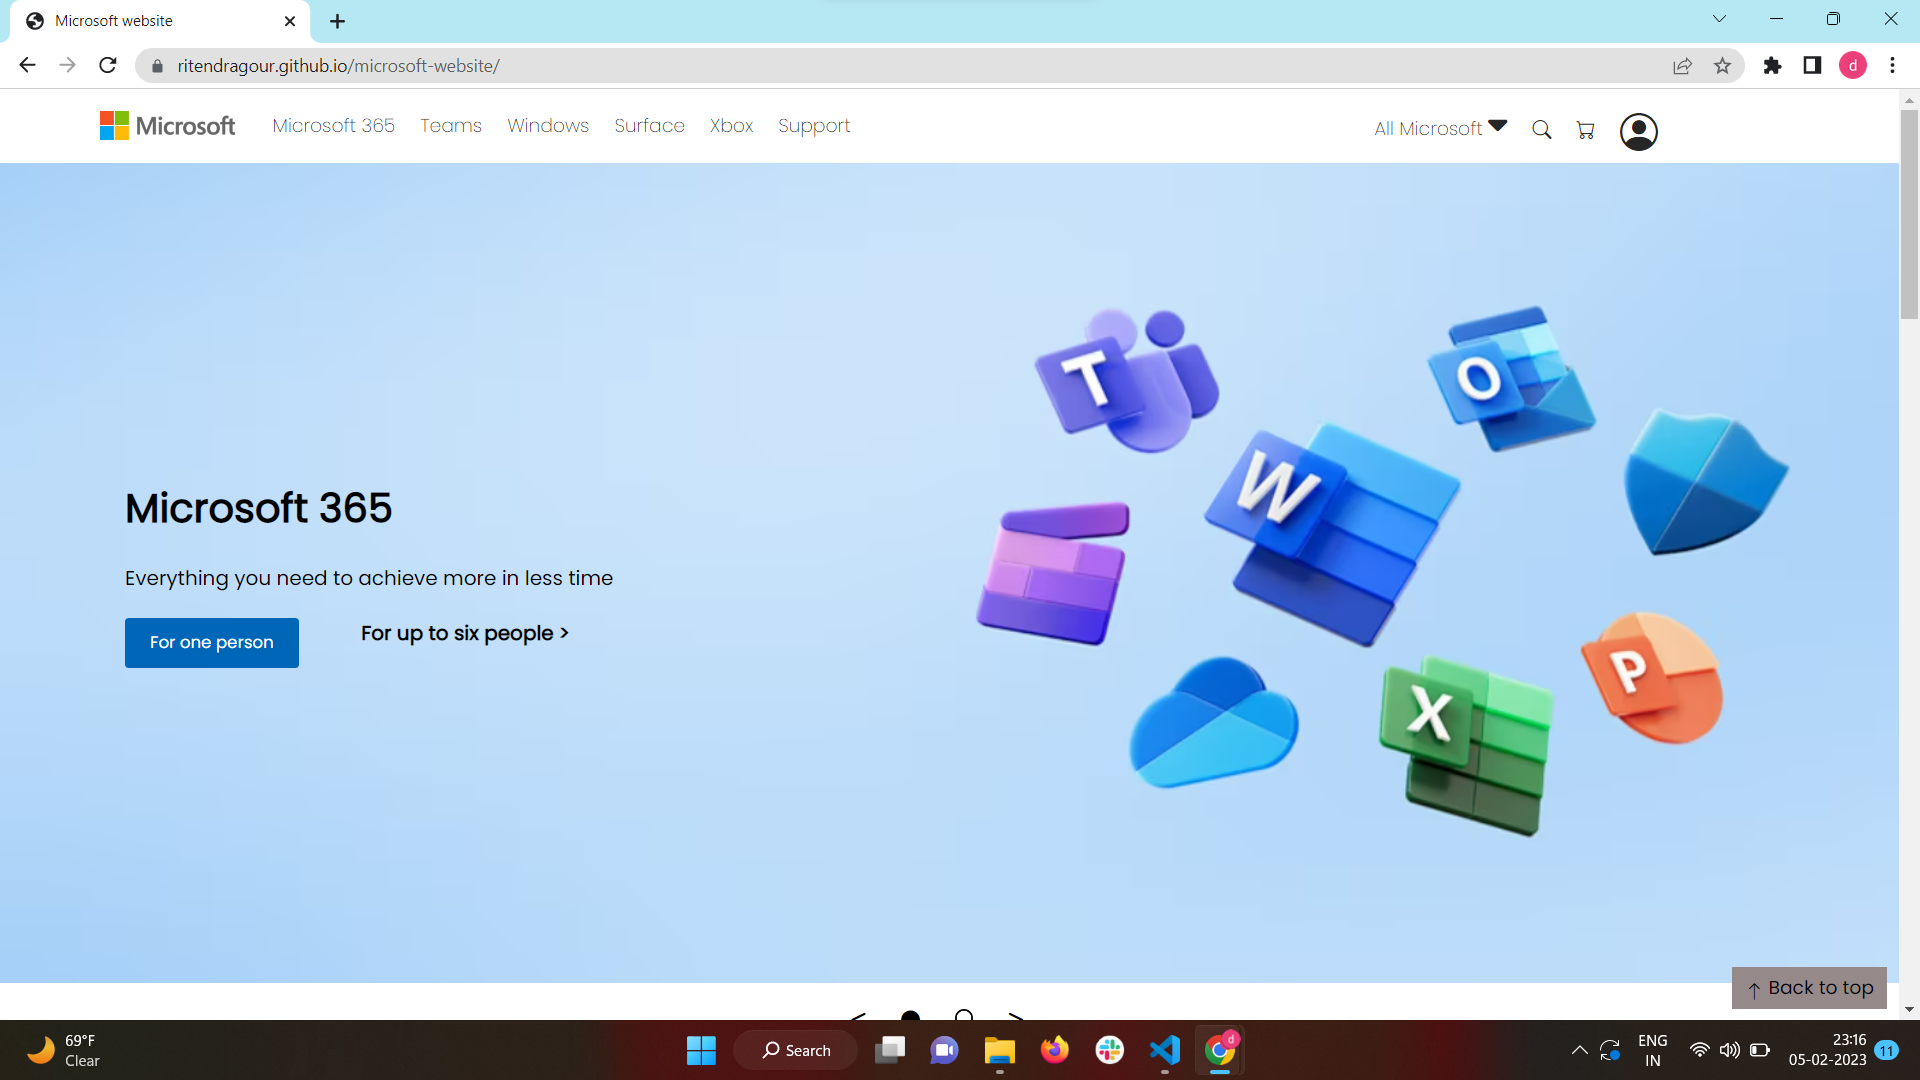 Microsoft website
ritendragour.github.io/microsoft-website/
d
Microsoft
Microsoft 365
Teams
Windows
Surface
Xbox
Support
All Microsoft
T
O
W
X
P
Microsoft 365
Everything you need to achieve more in less time
For one person
For up to six people >
↑ Back to top
< >
69°F
Clear
Search
d
ENG
IN
23:16
05-02-2023
11